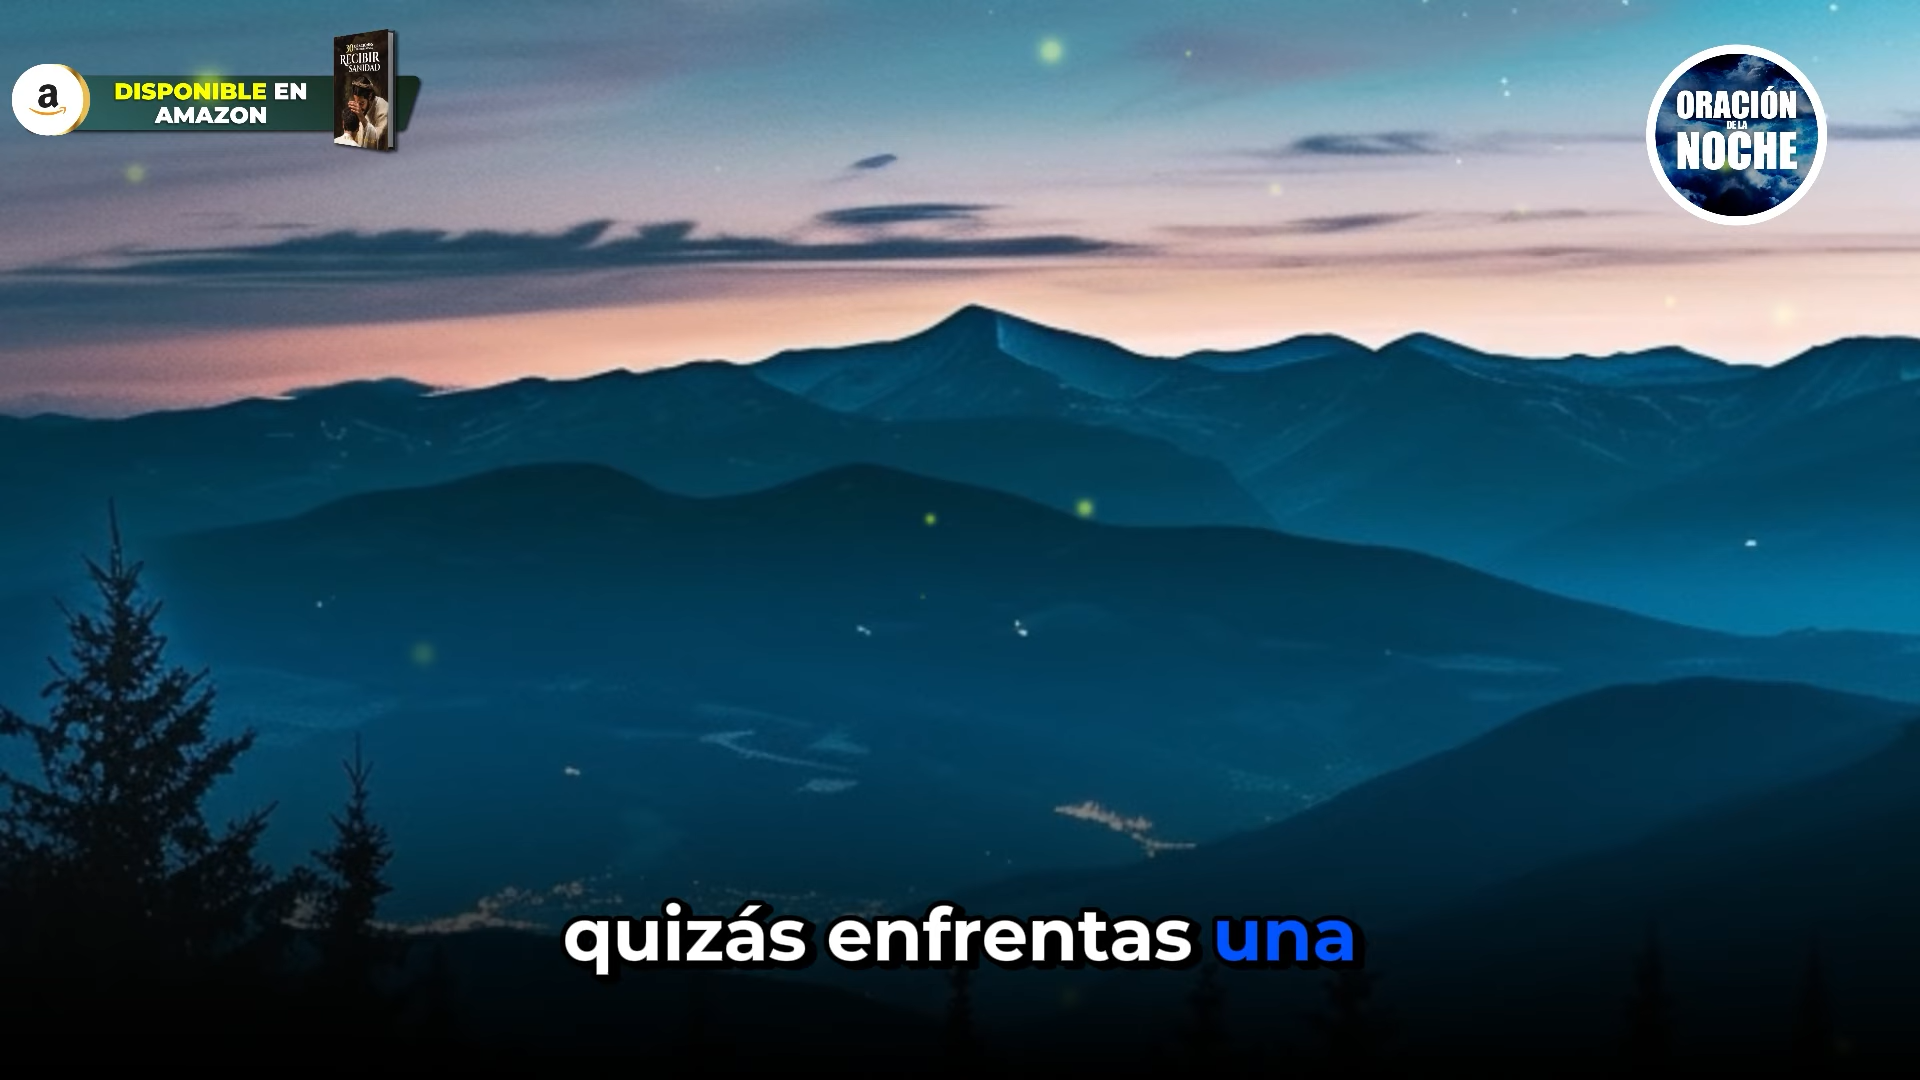 a
DISPONIBLE EN
AMAZON
RECIBIR
SANIDAD
ORACIÓN
DE LA
NOCHE
quizás enfrentas una